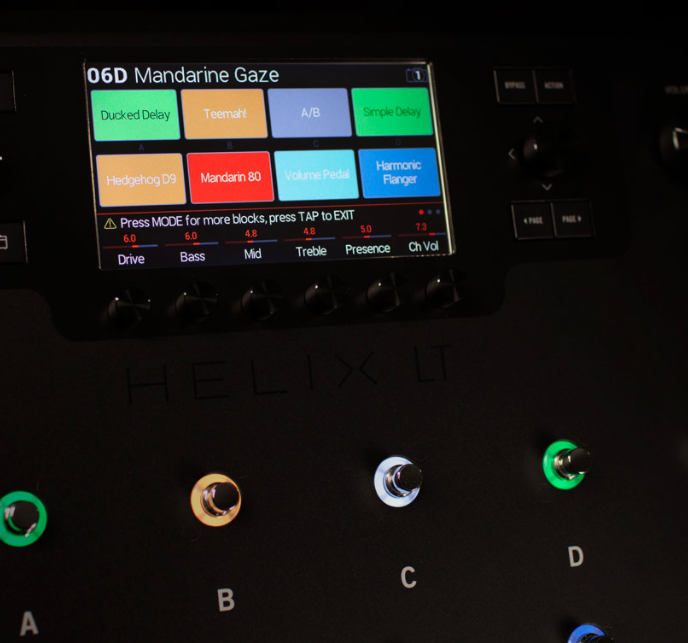 06D Mandarine Gaze 1
Ducked Delay Teemah! A/B Simple Delay
A B C D
Hedgehog D9 Mandarin 80 Volume Pedal Harmonic
Flanger
Press MODE for more blocks, press TAP to EXIT
6.0 6.0 4.8 4.8 5.0 7.3
Drive Bass Mid Treble Presence Ch Vol
BYPASS ACTION
PAGE PAGE
HELIX LT
A B C D